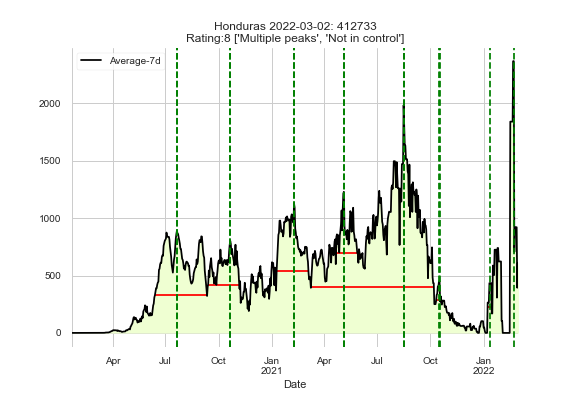 Honduras 2022-03-02: 412733
Rating:8 ['Multiple peaks', 'Not in control']
Average-7d
2000
1500
1000
500
0
Apr
Jul
Oct
Jan
2021
Apr
Jul
Oct
Jan
2022
Date